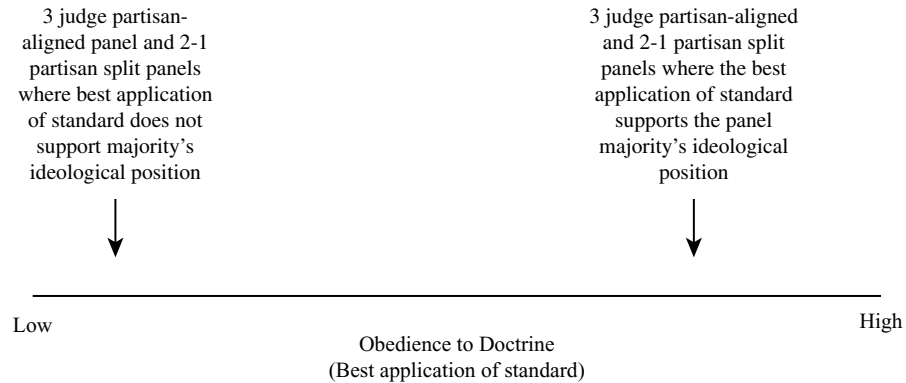 3 judge partisan-
aligned panel and 2-1
partisan split panels
where best application
of standard does not
support majority’s
ideological position
3 judge partisan-aligned
and 2-1 partisan split
panels where the best
application of standard
supports the panel
majority’s ideological
position
Low
High
Obedience to Doctrine
(Best application of standard)